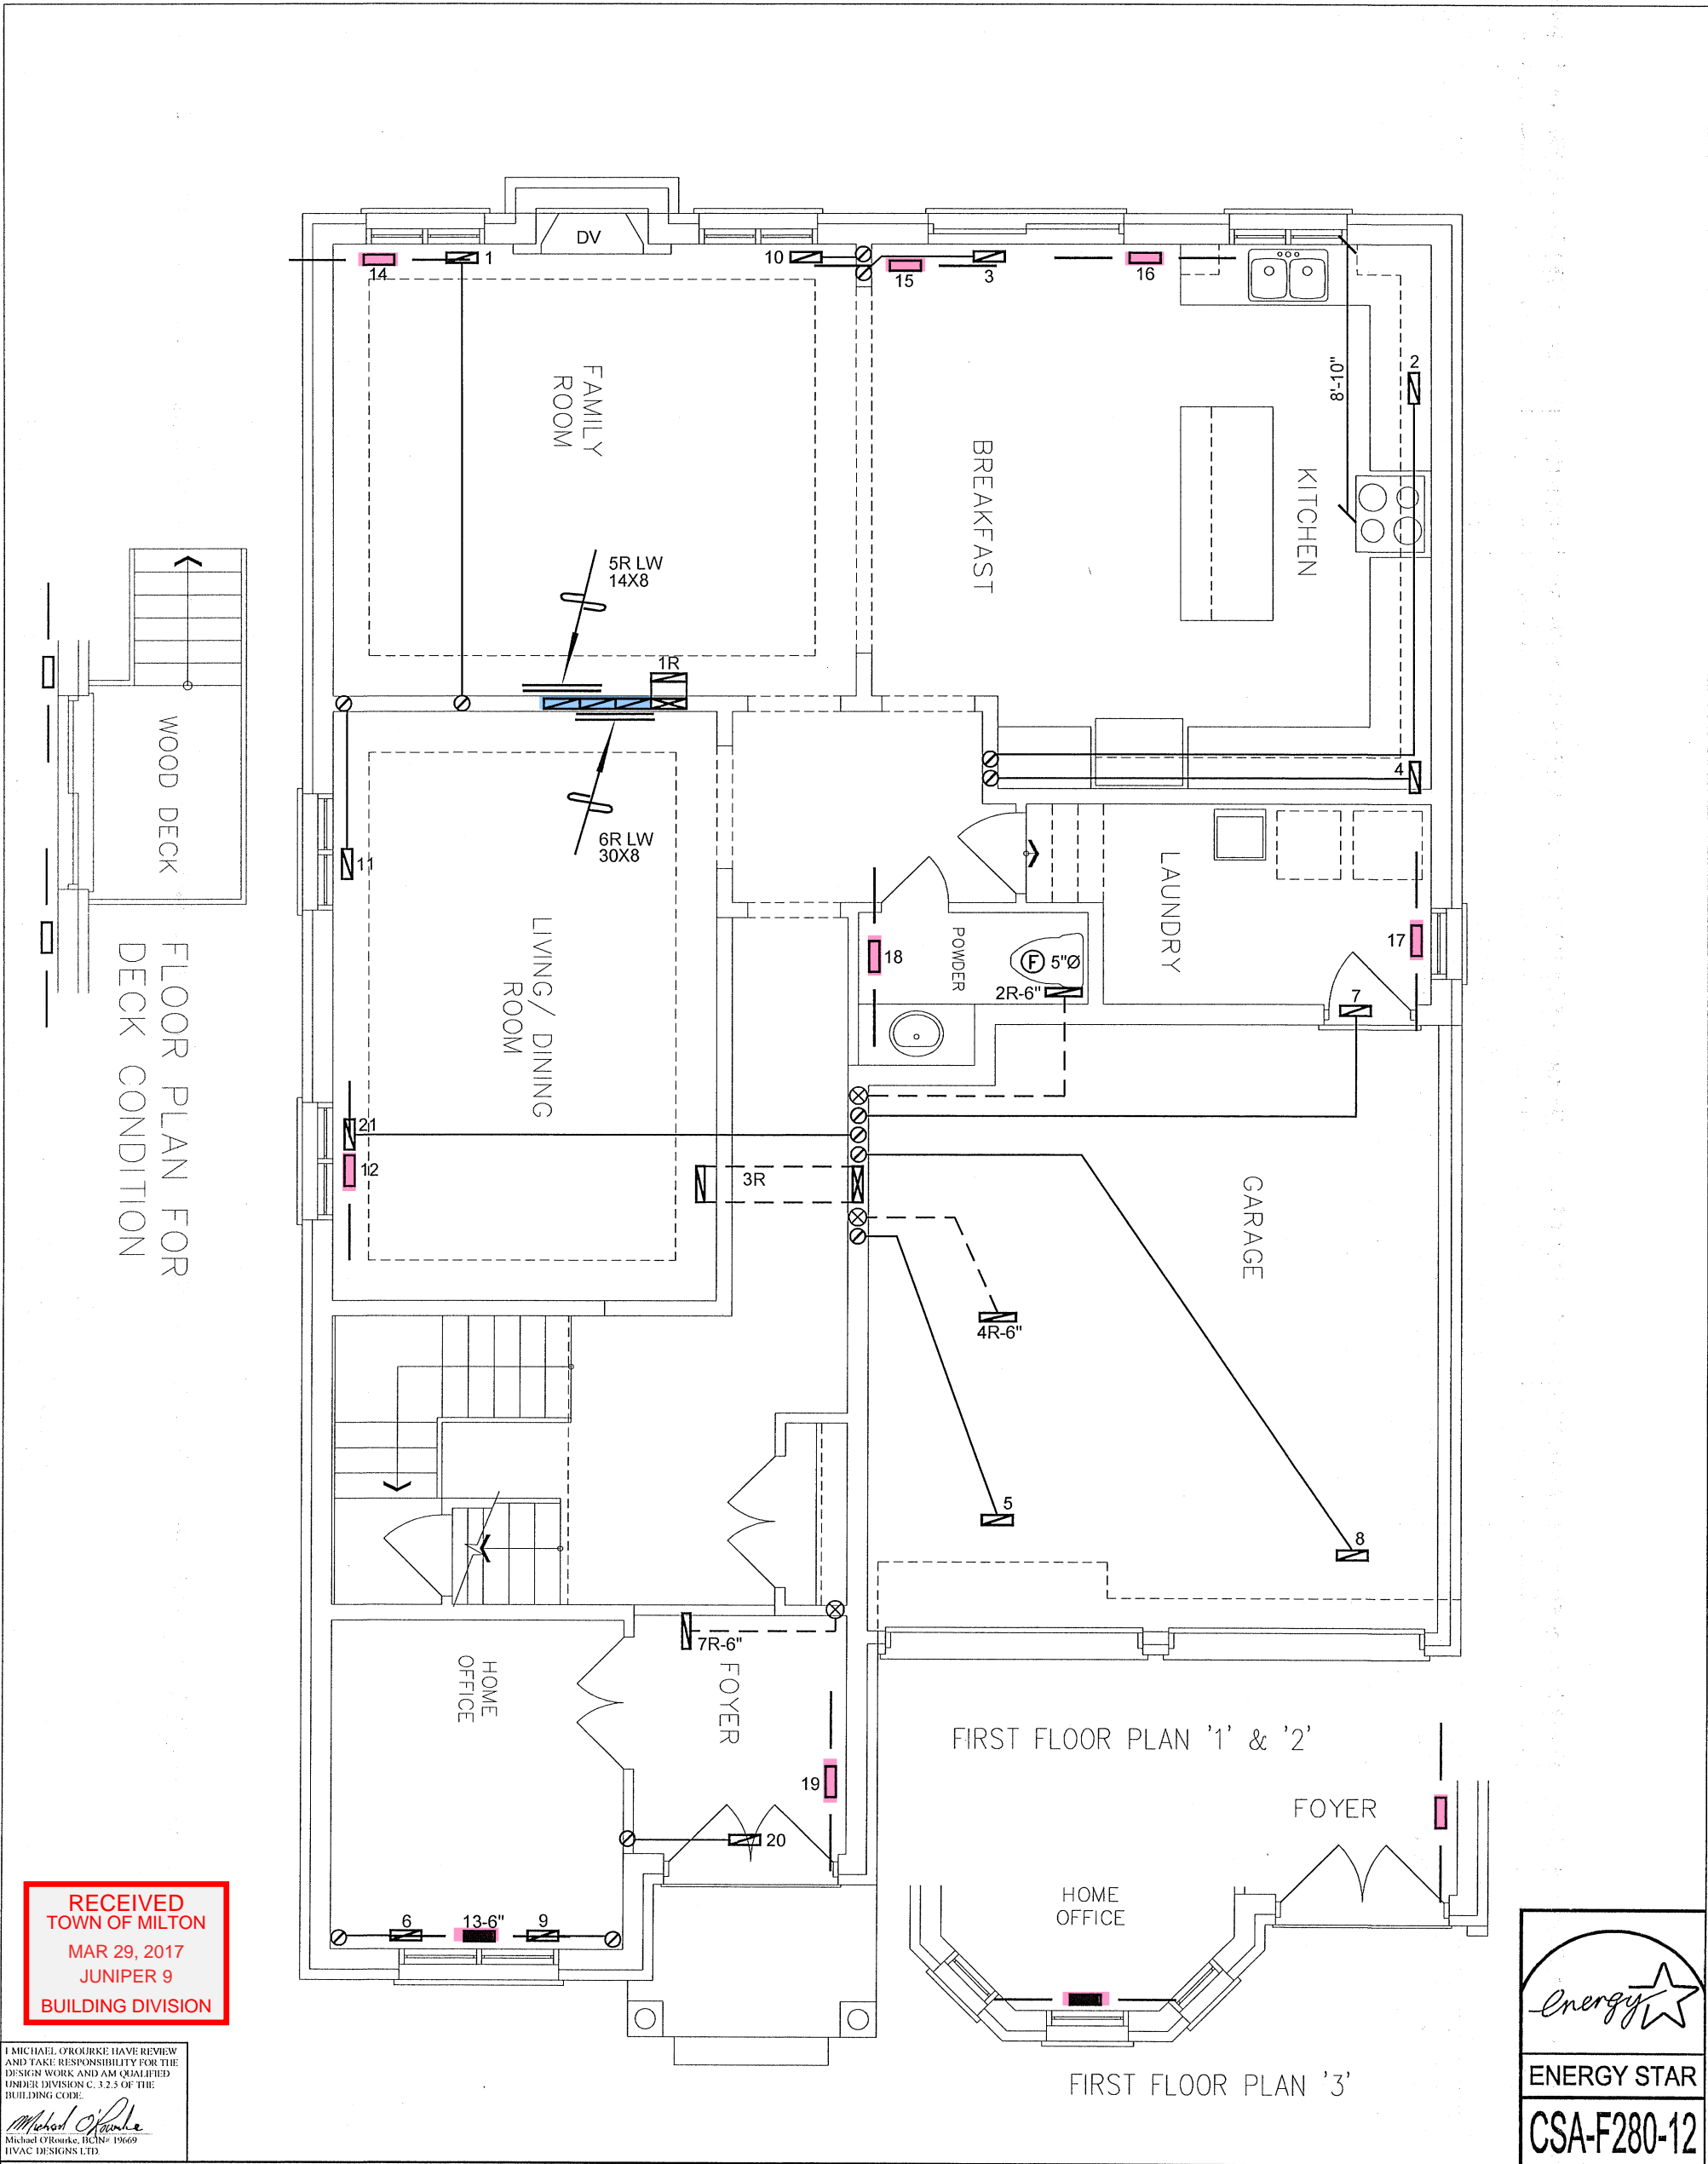 DV
14
1
10
15
3
16
2
8'-10"
FAMILY
ROOM
BREAKFAST
KITCHEN
5R LW
14X8
1R
6R LW
30X8
4
11
WOOD DECK
FLOOR PLAN FOR
DECK CONDITION
LIVING/ DINING
ROOM
LAUNDRY
POWDER
18
F 5"Ø
2R-6"
17
7
21
12
3R
GARAGE
4R-6"
5
8
7R-6"
HOME
OFFICE
FOYER
19
20
6
13-6"
9
FIRST FLOOR PLAN '1' & '2'
FOYER
HOME
OFFICE
FIRST FLOOR PLAN '3'
RECEIVED
TOWN OF MILTON
MAR 29, 2017
JUNIPER 9
BUILDING DIVISION
I MICHAEL O'ROURKE HAVE REVIEW
AND TAKE RESPONSIBILITY FOR THE
DESIGN WORK AND AM QUALIFIED
UNDER DIVISION C, 3.2.5 OF THE
BUILDING CODE.
Michael O'Rourke
Michael O'Rourke, BCIN# 19669
HVAC DESIGNS LTD.
energy
ENERGY STAR
CSA-F280-12